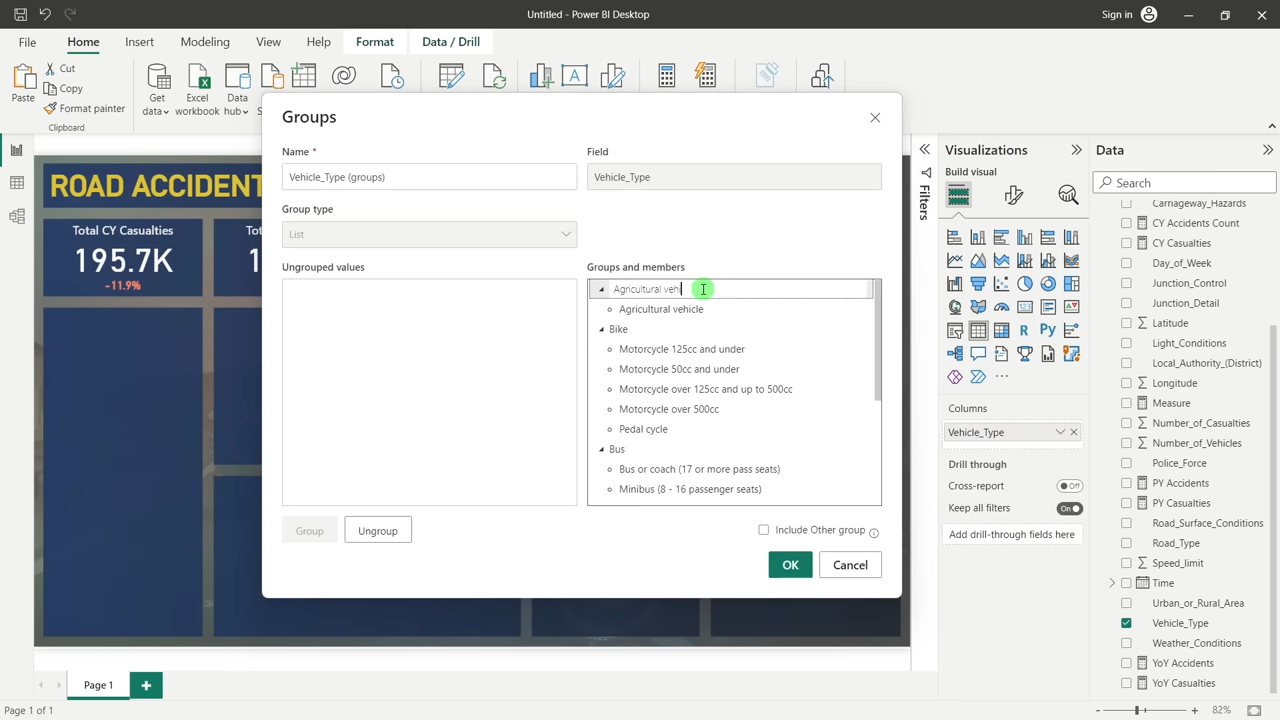 Untitled - Power BI Desktop
Sign in
File Home Insert Modeling View Help Format Data / Drill
Paste
Cut
Copy
Format painter
Clipboard
Get data
Excel workbook
Data hub
Groups
Name *
Field
Vehicle_Type (groups)
Vehicle_Type
Group type
List
Ungrouped values
Groups and members
Agricultural vehi
Agricultural vehicle
Bike
Motorcycle 125cc and under
Motorcycle 50cc and under
Motorcycle over 125cc and up to 500cc
Motorcycle over 500cc
Pedal cycle
Bus
Bus or coach (17 or more pass seats)
Minibus (8 - 16 passenger seats)
Group
Ungroup
Include Other group
OK
Cancel
ROAD ACCIDENT
Total CY Casualties
195.7K
-11.9%
Filters
Visualizations
Build visual
Columns
Vehicle_Type
Drill through
Cross-report
Off
Keep all filters
On
Add drill-through fields here
Data
Search
Carriageway_Hazards
CY Accidents Count
CY Casualties
Day_of_Week
Junction_Control
Junction_Detail
Latitude
Light_Conditions
Local_Authority_(District)
Longitude
Measure
Number_of_Casualties
Number_of_Vehicles
Police_Force
PY Accidents
PY Casualties
Road_Surface_Conditions
Road_Type
Speed_limit
Time
Urban_or_Rural_Area
Vehicle_Type
Weather_Conditions
YoY Accidents
YoY Casualties
Page 1
Page 1 of 1
82%